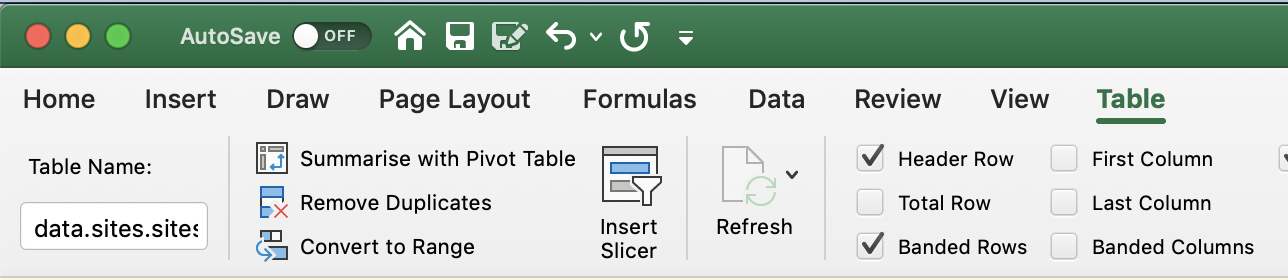 AutoSave OFF
Home Insert Draw Page Layout Formulas Data Review View Table
Table Name:
data.sites.sites
Summarise with Pivot Table
Remove Duplicates
Convert to Range
Insert
Slicer
Refresh
Header Row
Total Row
Banded Rows
First Column
Last Column
Banded Columns